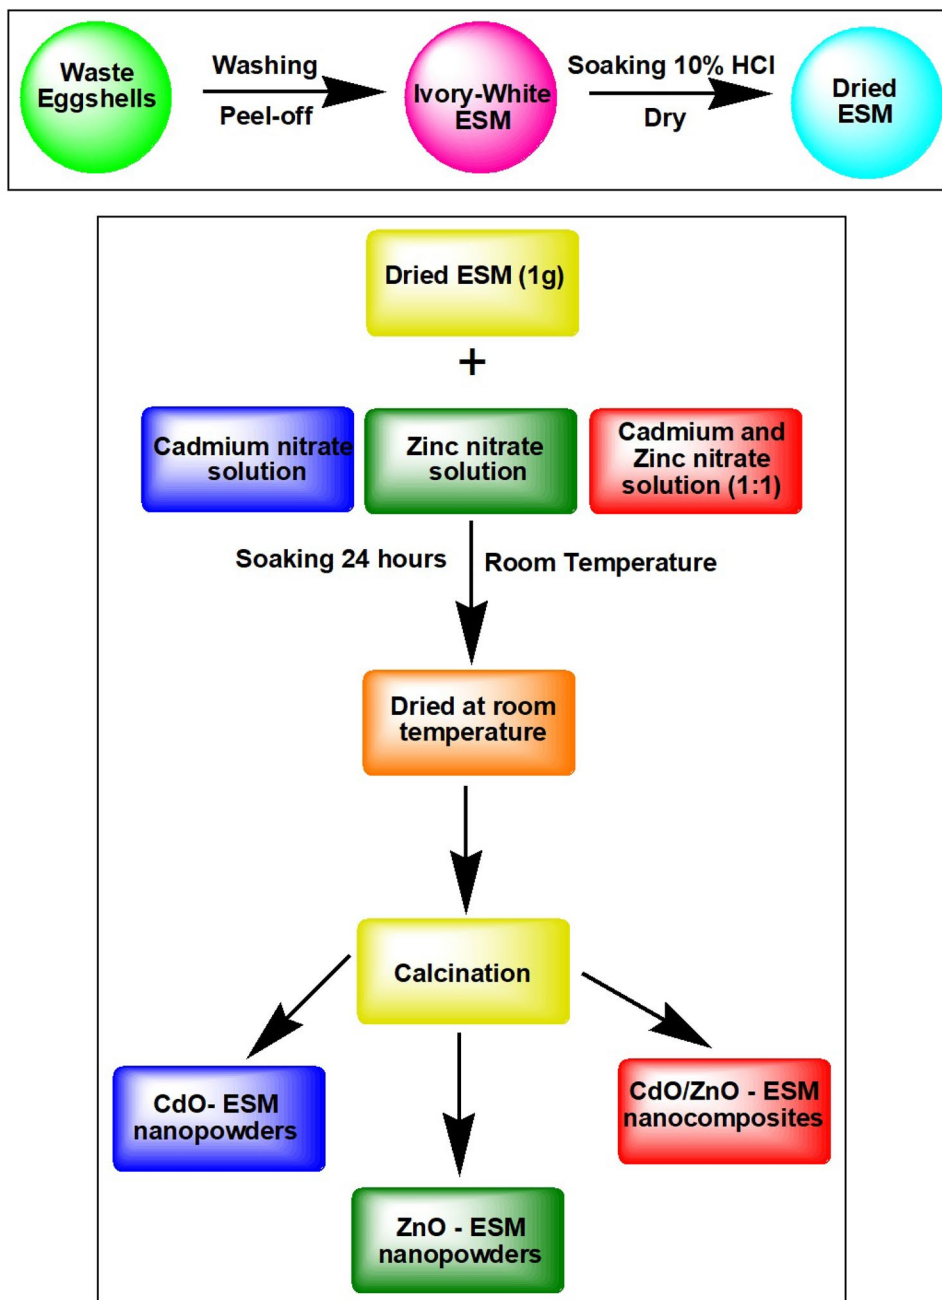 Waste
Eggshells
Washing
Peel-off
Ivory-White
ESM
Soaking 10% HCl
Dry
Dried
ESM
Dried ESM (1g)
+
Cadmium nitrate
solution
Zinc nitrate
solution
Cadmium and
Zinc nitrate
solution (1:1)
Soaking 24 hours
Room Temperature
Dried at room
temperature
Calcination
CdO- ESM
nanopowders
CdO/ZnO - ESM
nanocomposites
ZnO - ESM
nanopowders